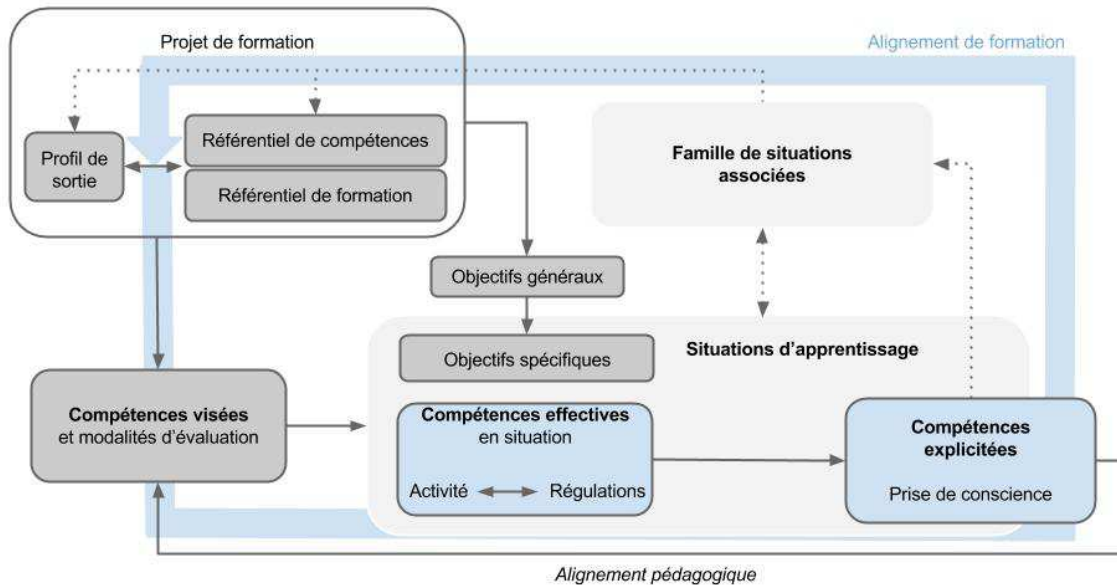 Projet de formation
Alignement de formation
Profil de
sortie
Référentiel de compétences
Référentiel de formation
Famille de situations
associées
Objectifs généraux
Objectifs spécifiques
Situations d’apprentissage
Compétences visées
et modalités d’évaluation
Compétences effectives
en situation
Activité
Régulations
Compétences
explicitées
Prise de conscience
Alignement pédagogique